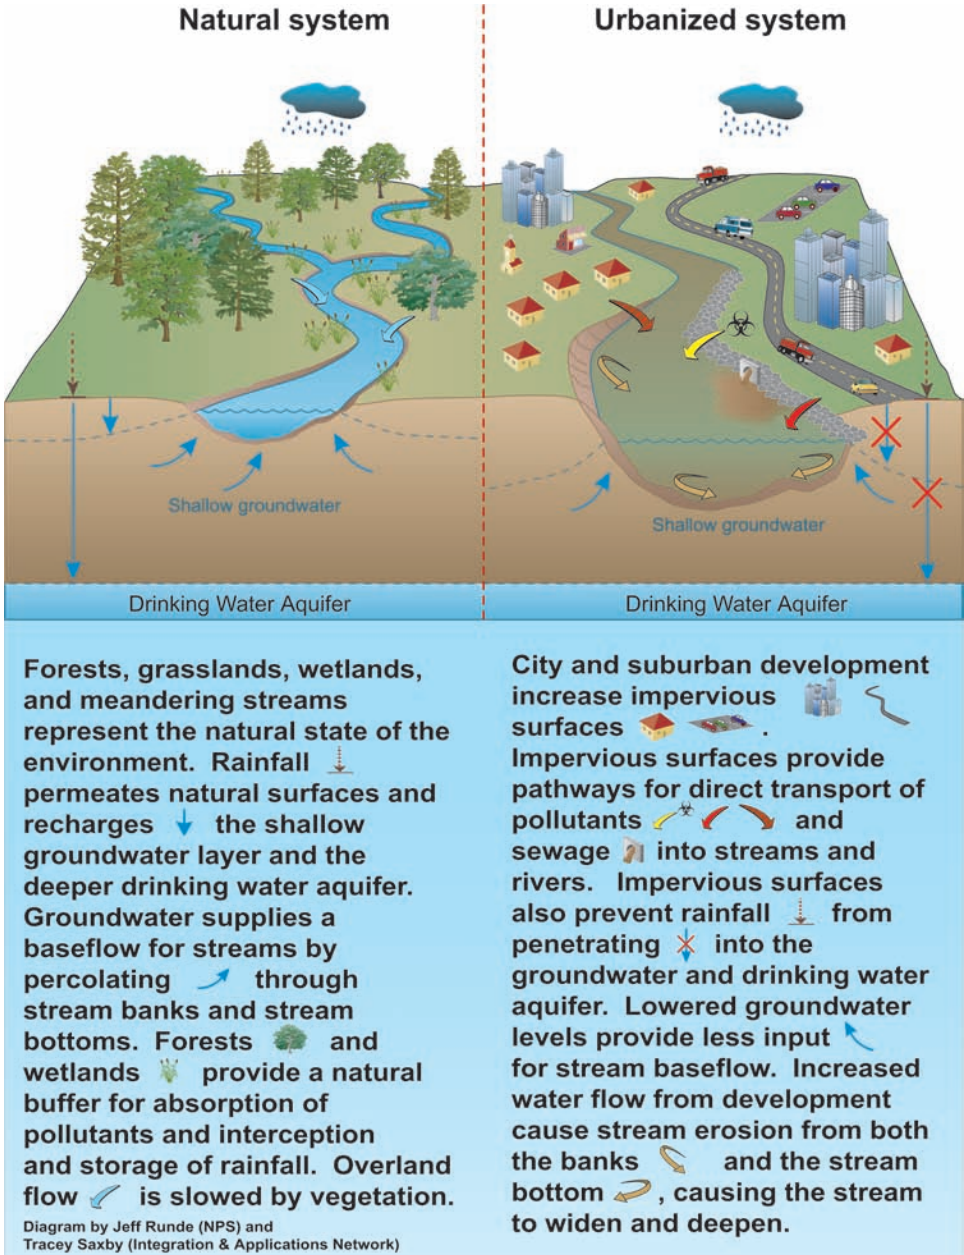 Natural system
Urbanized system
Shallow groundwater
Shallow groundwater
Drinking Water Aquifer
Drinking Water Aquifer
Forests, grasslands, wetlands,
and meandering streams
represent the natural state of the
environment. Rainfall
permeates natural surfaces and
recharges the shallow
groundwater layer and the
deeper drinking water aquifer.
Groundwater supplies a
baseflow for streams by
percolating through
stream banks and stream
bottoms. Forests and
wetlands provide a natural
buffer for absorption of
pollutants and interception
and storage of rainfall. Overland
flow is slowed by vegetation.
Diagram by Jeff Runde (NPS) and
Tracey Saxby (Integration & Applications Network)
City and suburban development
increase impervious
surfaces .
Impervious surfaces provide
pathways for direct transport of
pollutants and
sewage into streams and
rivers. Impervious surfaces
also prevent rainfall from
penetrating into the
groundwater and drinking water
aquifer. Lowered groundwater
levels provide less input
for stream baseflow. Increased
water flow from development
cause stream erosion from both
the banks and the stream
bottom , causing the stream
to widen and deepen.